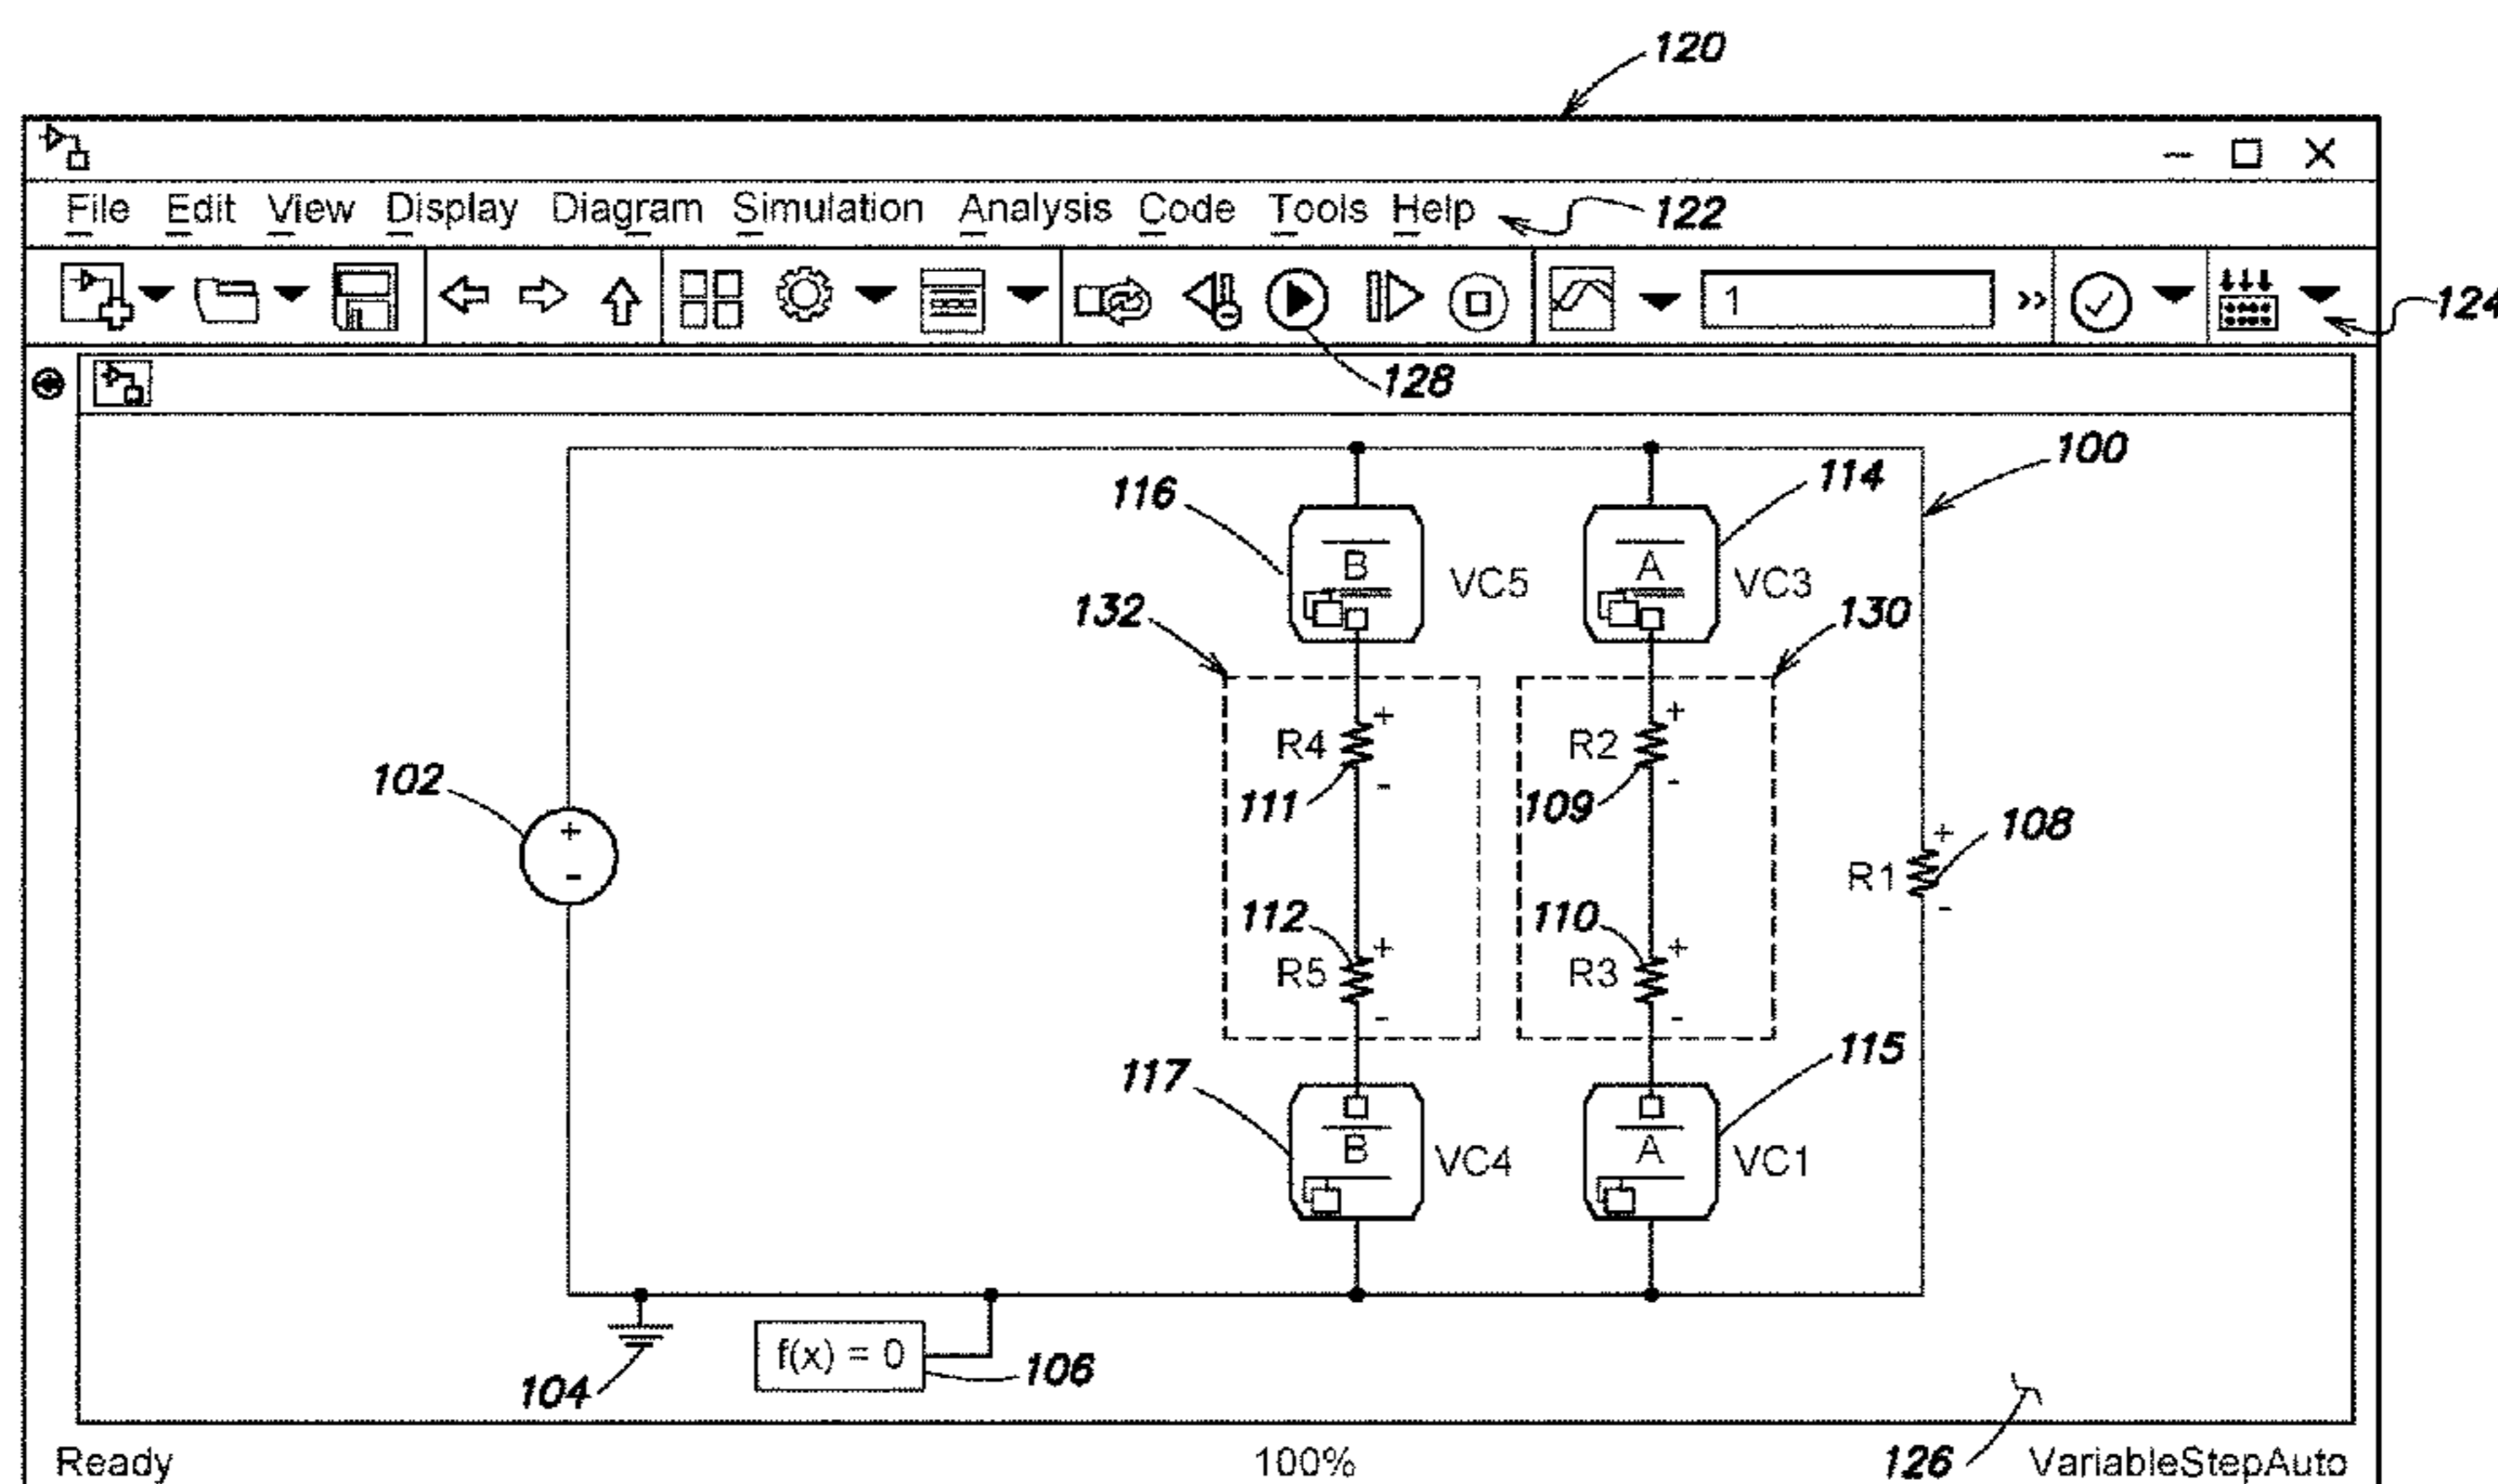 120
File Edit View Display Diagram Simulation Analysis Code Tools Help 122
1 » 124
128
100
116 114
B VC5 A VC3
132 130
+ +
R4 R2
111 - 109 -
102 + -
+ 108
R1
-
112 + 110 +
R5 R3
- -
117 115
B VC4 A VC1
f(x) = 0
104 106
Ready 100% 126 VariableStepAuto